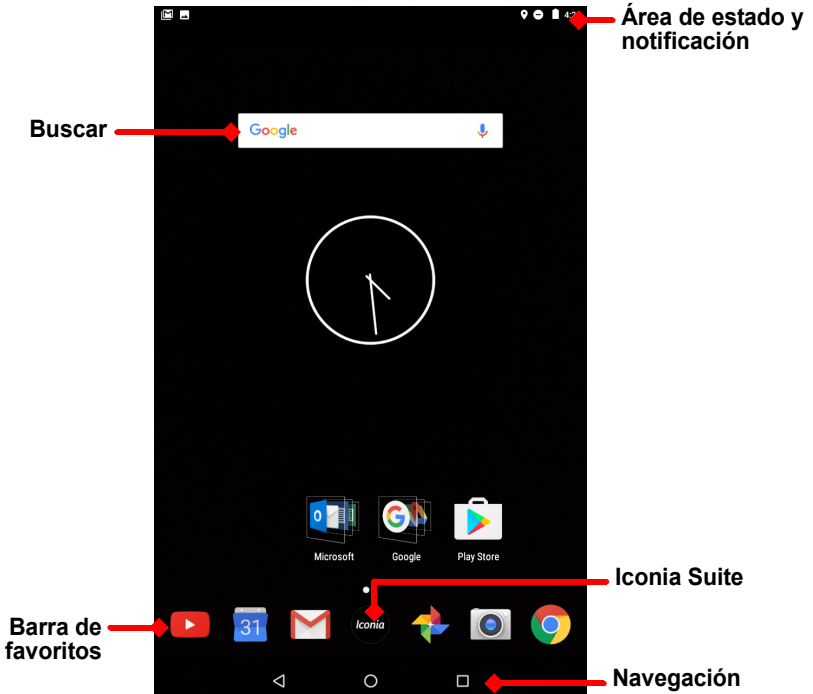 Área de estado y
notificación
Buscar
Google
Microsoft
Google
Play Store
Iconia Suite
31
Iconia
Barra de
favoritos
Navegación